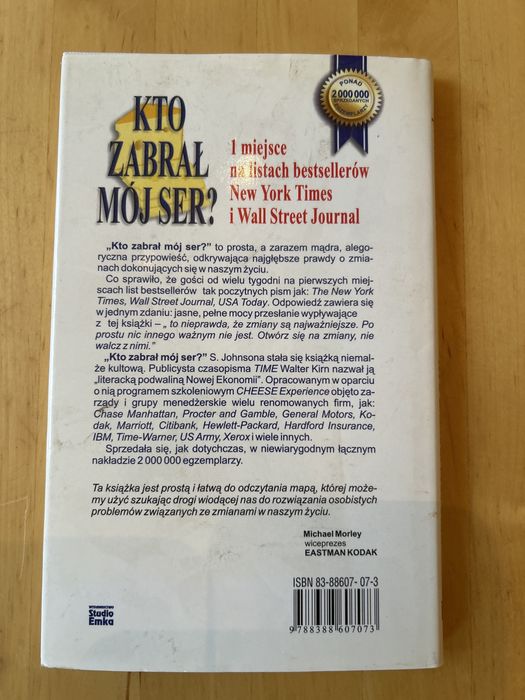 KTO
ZABRAŁ
MÓJ SER?
PONAD
2 000 000
SPRZEDANYCH
EGZEMPLARZY
1 miejsce
na listach bestsellerów
New York Times
i Wall Street Journal
„Kto zabrał mój ser?” to prosta, a zarazem mądra, alego-
ryczna przypowieść, odkrywająca najgłębsze prawdy o zmia-
nach dokonujących się w naszym życiu.
Co sprawiło, że gości od wielu tygodni na pierwszych miej-
scach list bestsellerów tak poczytnych pism jak: The New York
Times, Wall Street Journal, USA Today. Odpowiedź zawiera się
w jednym zdaniu: jasne, pełne mocy przesłanie wypływające
z tej książki – „ to nieprawda, że zmiany są najważniejsze. Po
prostu nic innego ważnym nie jest. Otwórz się na zmiany, nie
walcz z nimi.”
„Kto zabrał mój ser?” S. Johnsona stała się książką niemal-
że kultową. Publicysta czasopisma TIME Walter Kirn nazwał ją
„literacką podwaliną Nowej Ekonomii”. Opracowanym w oparciu
o nią programem szkoleniowym CHEESE Experience objęto za-
rządy i grupy menedżerskie wielu renomowanych firm, jak:
Chase Manhattan, Procter and Gamble, General Motors, Ko-
dak, Marriott, Citibank, Hewlett-Packard, Hardford Insurance,
IBM, Time-Warner, US Army, Xerox i wiele innych.
Sprzedała się, jak dotychczas, w niewiarygodnym łącznym
nakładzie 2 000 000 egzemplarzy.
Ta książka jest prostą i łatwą do odczytania mapą, której może-
my użyć szukając drogi wiodącej nas do rozwiązania osobistych
problemów związanych ze zmianami w naszym życiu.
Michael Morley
wiceprezes
EASTMAN KODAK
ISBN 83-88607- 07-3
9 788388 607073
WYDAWNICTWO
Studio
Emka